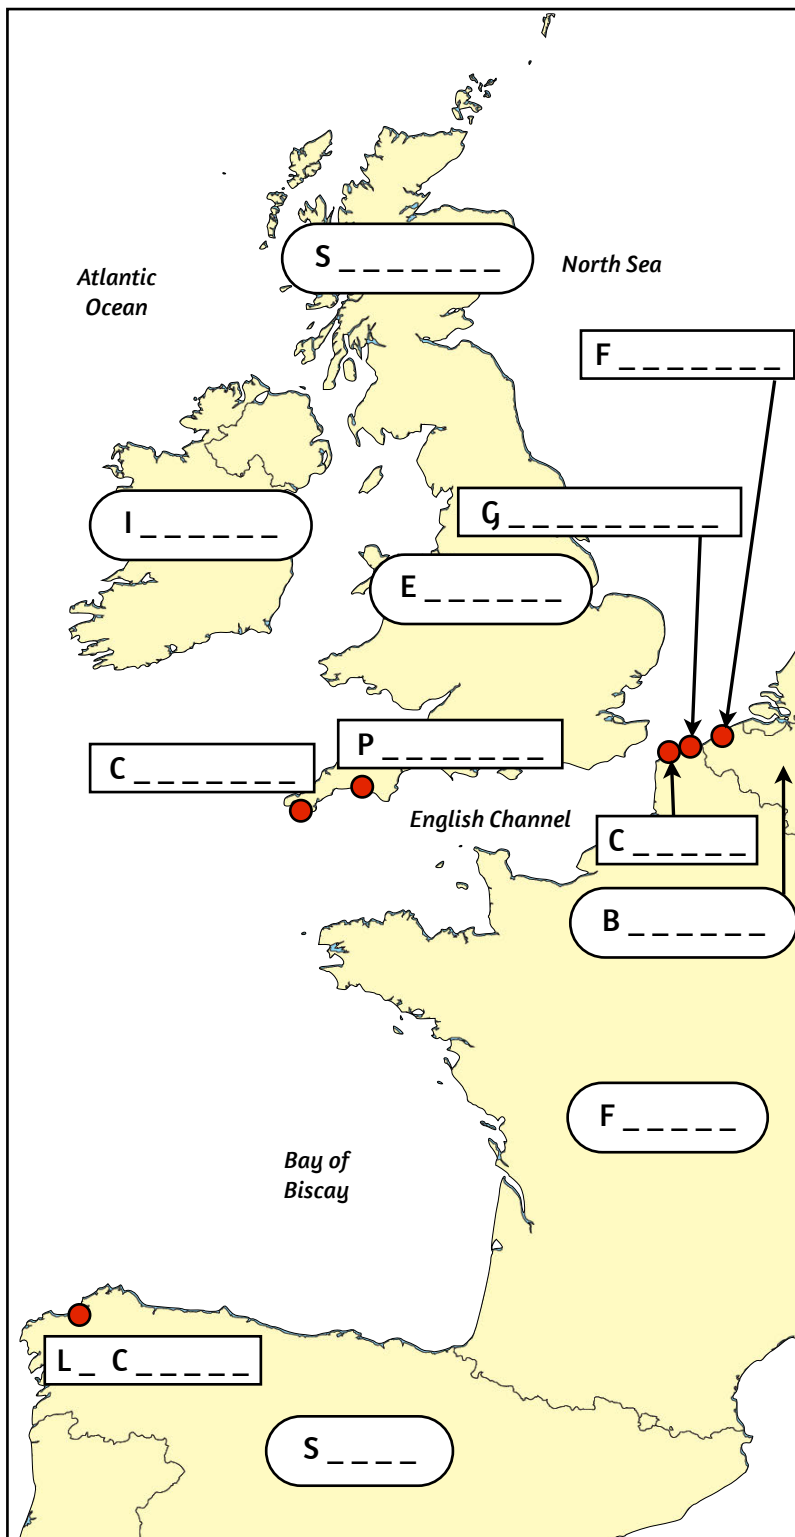 Atlantic
Ocean
S _ _ _ _ _ _ _
North Sea
F _ _ _ _ _ _ _
I _ _ _ _ _ _
G _ _ _ _ _ _ _ _ _
E _ _ _ _ _ _
C _ _ _ _ _ _ _
P _ _ _ _ _ _ _
English Channel
C _ _ _ _ _
B _ _ _ _ _ _
F _ _ _ _ _
Bay of
Biscay
L _ C _ _ _ _ _
S _ _ _ _